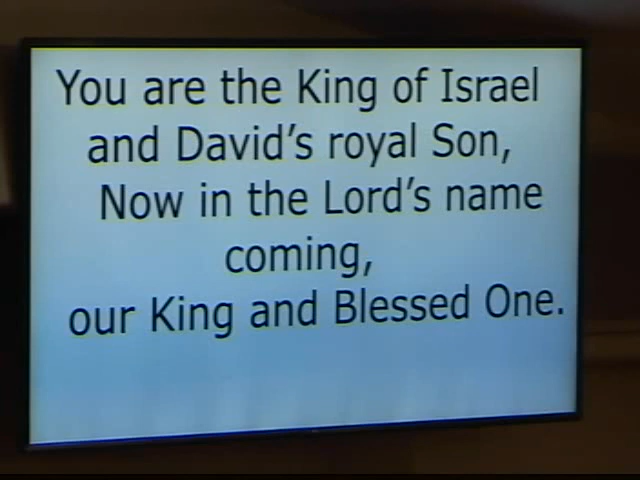 You are the King of Israel
and David's royal Son,
Now in the Lord's name
coming,
our King and Blessed One.